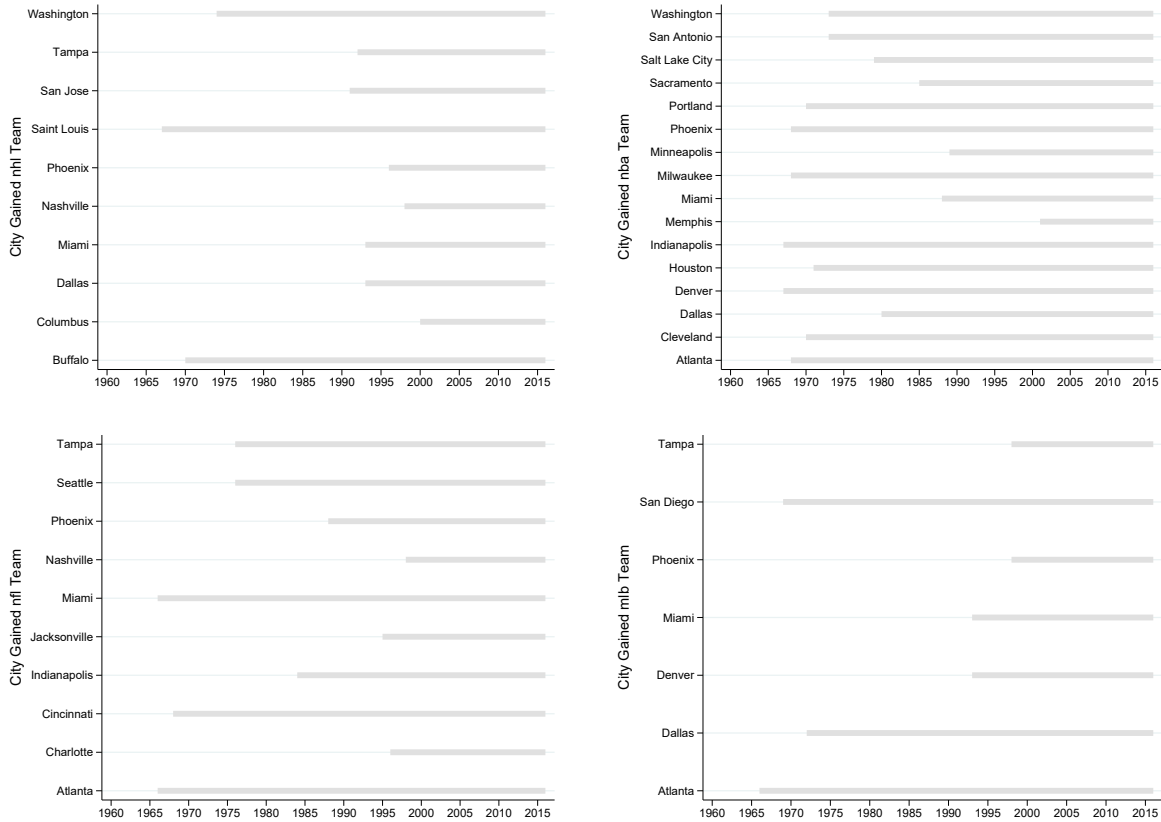 City Gained nhl Team
Washington
Tampa
San Jose
Saint Louis
Phoenix
Nashville
Miami
Dallas
Columbus
Buffalo
1960 1965 1970 1975 1980 1985 1990 1995 2000 2005 2010 2015
City Gained nba Team
Washington
San Antonio
Salt Lake City
Sacramento
Portland
Phoenix
Minneapolis
Milwaukee
Miami
Memphis
Indianapolis
Houston
Denver
Dallas
Cleveland
Atlanta
1960 1965 1970 1975 1980 1985 1990 1995 2000 2005 2010 2015
City Gained nfl Team
Tampa
Seattle
Phoenix
Nashville
Miami
Jacksonville
Indianapolis
Cincinnati
Charlotte
Atlanta
1960 1965 1970 1975 1980 1985 1990 1995 2000 2005 2010 2015
City Gained mlb Team
Tampa
San Diego
Phoenix
Miami
Denver
Dallas
Atlanta
1960 1965 1970 1975 1980 1985 1990 1995 2000 2005 2010 2015